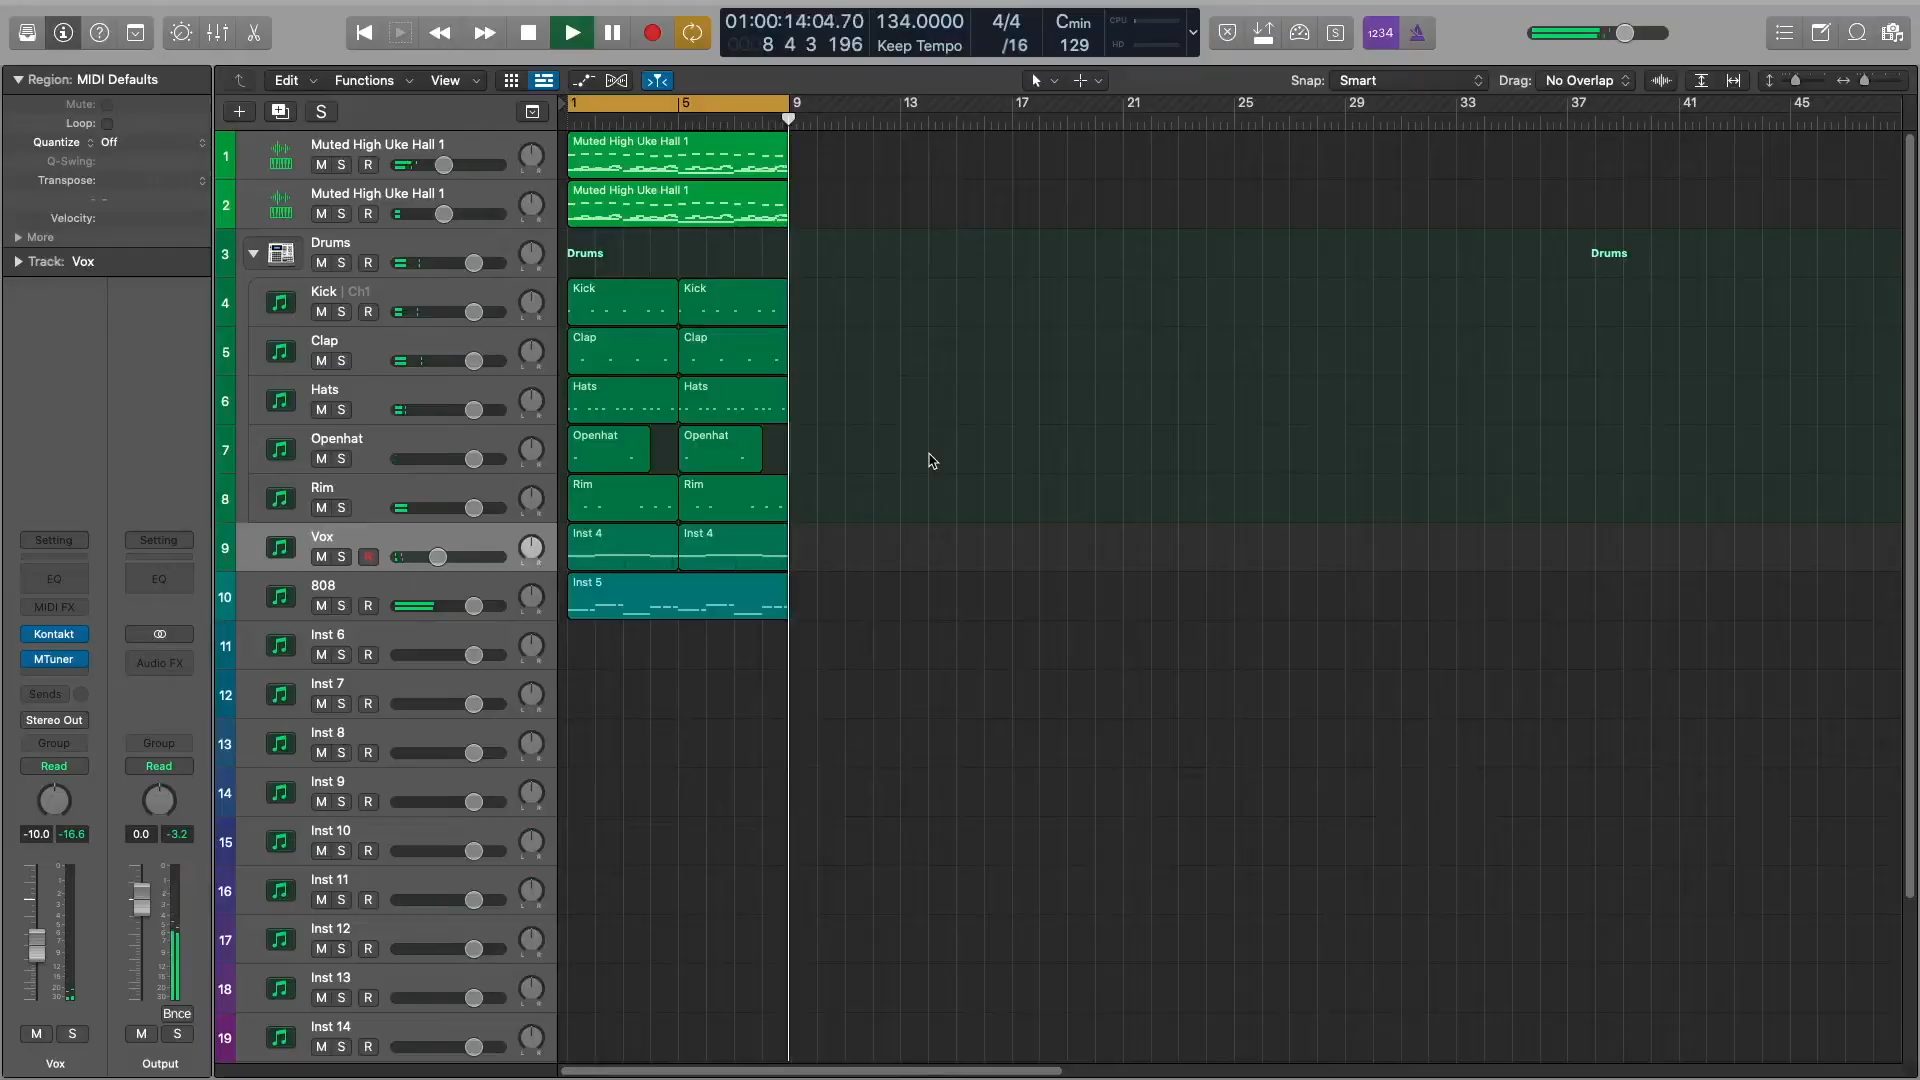 1234
01:00:14:04.70
8 4 3 196
134.0000
Keep Tempo
4/4
/16
Cmin
129
CPU
HD
Region: MIDI Defaults
Mute:
Loop:
Quantize Off
Q-Swing:
Transpose:
Velocity:
More
Track: Vox
Edit Functions View
Snap: Smart
Drag: No Overlap
S
1 5 9 13 17 21 25 29 33 37 41 45
1 Muted High Uke Hall 1
M S R
Muted High Uke Hall 1
2 Muted High Uke Hall 1
M S R
Muted High Uke Hall 1
3 Drums
M S R
Drums
Drums
4 Kick | Ch1
M S R
Kick
Kick
5 Clap
M S
Clap
Clap
6 Hats
M S
Hats
Hats
7 Openhat
M S
Openhat
Openhat
8 Rim
M S
Rim
Rim
9 Vox
M S R
Inst 4
Inst 4
10 808
M S R
Inst 5
11 Inst 6
M S R
12 Inst 7
M S R
13 Inst 8
M S R
14 Inst 9
M S R
15 Inst 10
M S R
16 Inst 11
M S R
17 Inst 12
M S R
18 Inst 13
M S R
19 Inst 14
M S R
Setting Setting
EQ EQ
MIDI FX
Kontakt
MTuner
Audio FX
Sends
Stereo Out
Group Group
Read Read
-10.0 -16.6 0.0 -3.2
Bnce
M S M S
Vox Output